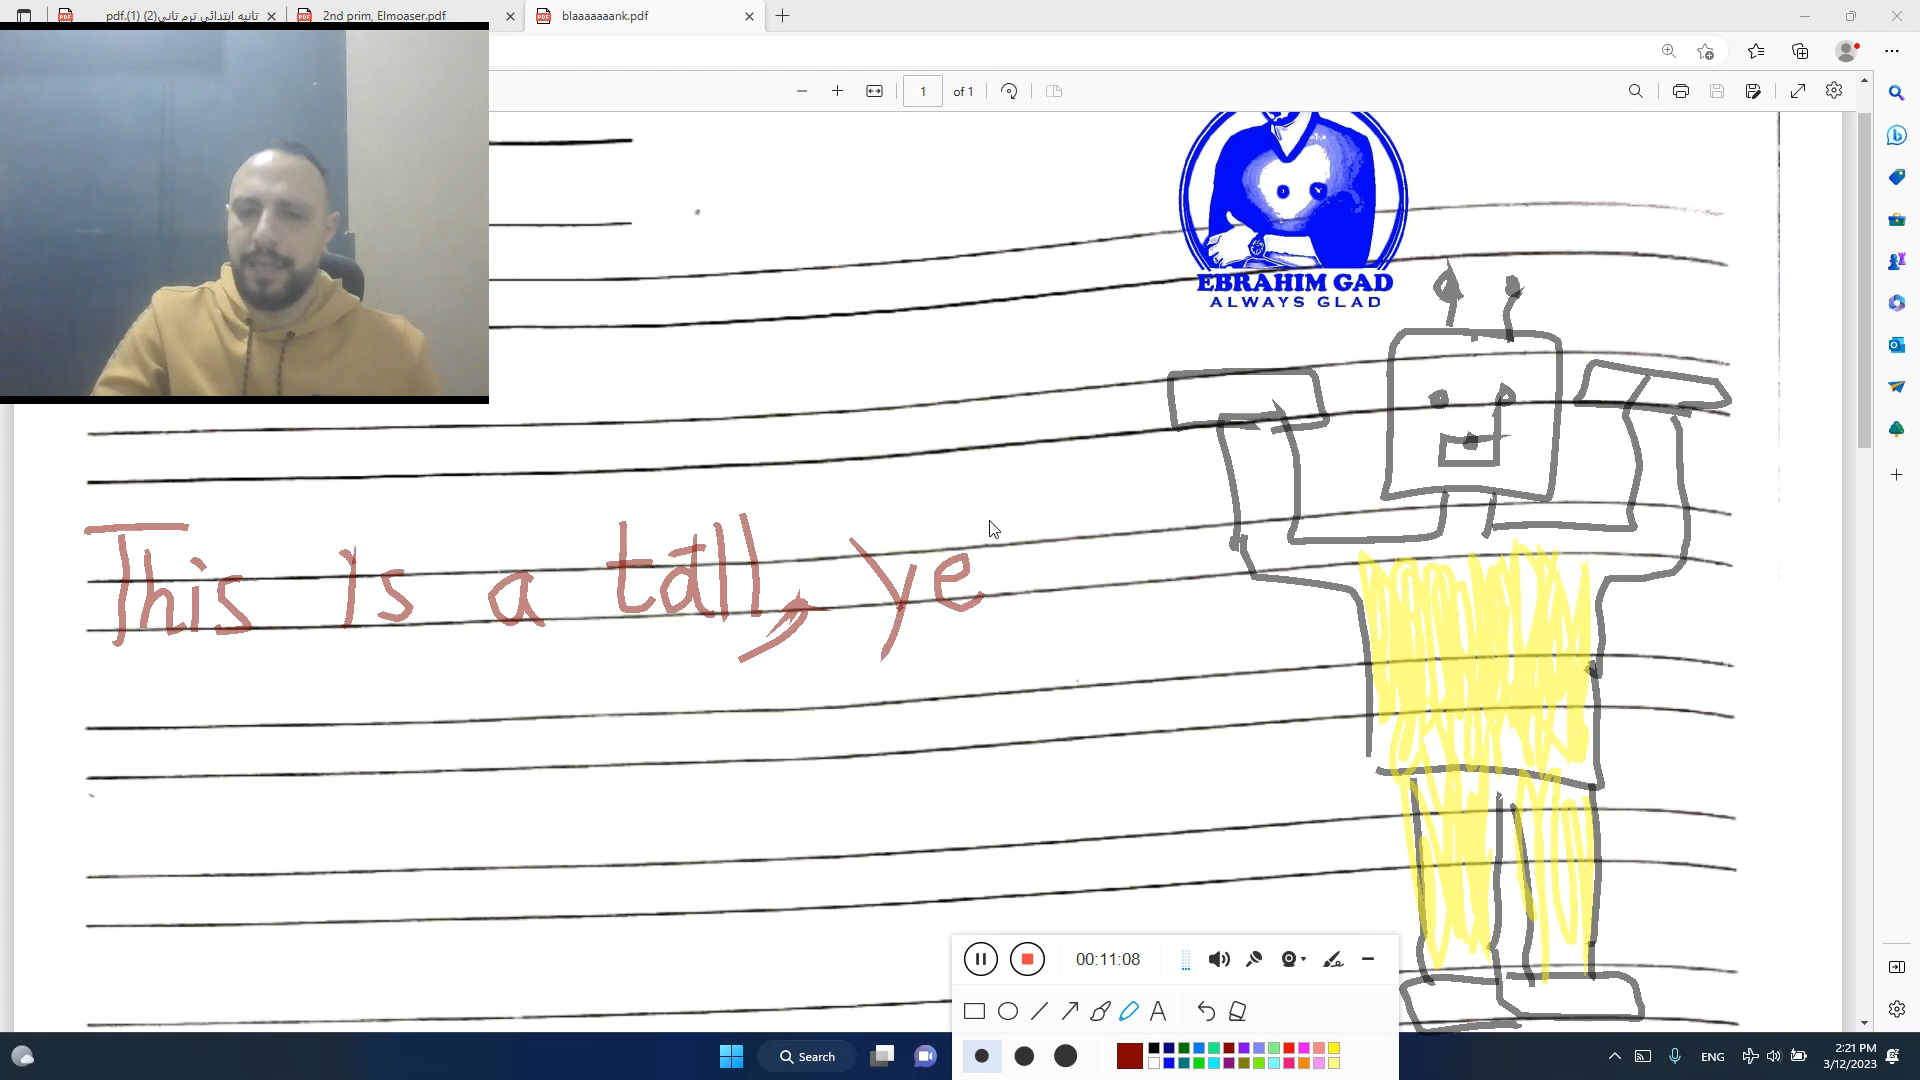 تانيه ابتدائي ترم تاني(2) (1).pdf
2nd prim, Elmoaser.pdf
blaaaaaaank.pdf
1 of 1
EBRAHIM GAD
ALWAYS GLAD
This is a tall, ye
00:11:08
A
Search
ENG
2:21 PM
3/12/2023